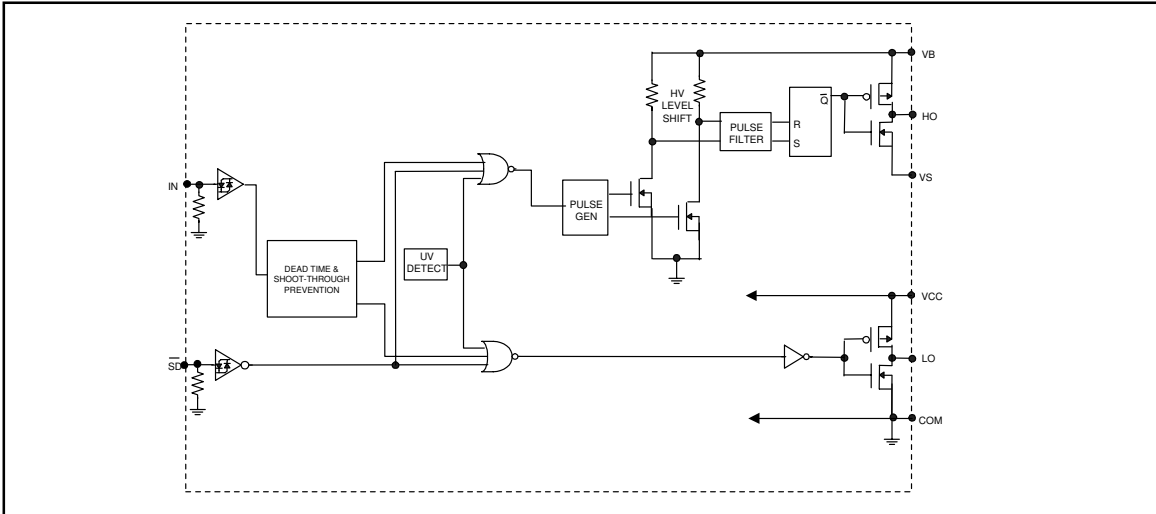 VB
HV
LEVEL
SHIFT
Q
R
S
PULSE
FILTER
HO
VS
IN
PULSE
GEN
UV
DETECT
DEAD TIME &
SHOOT-THROUGH
PREVENTION
VCC
SD
LO
COM